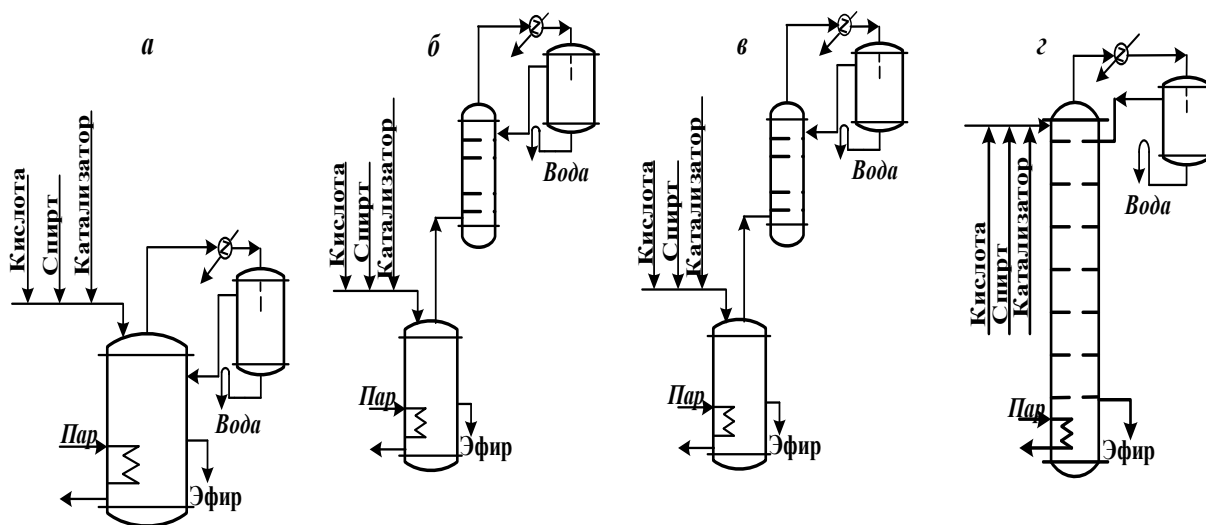 а
Кислота
Спирт
Катализатор
Пар
Вода
Эфир
б
Кислота
Спирт
Катализатор
Пар
Вода
Эфир
в
Кислота
Спирт
Катализатор
Пар
Вода
Эфир
г
Кислота
Спирт
Катализатор
Пар
Вода
Эфир